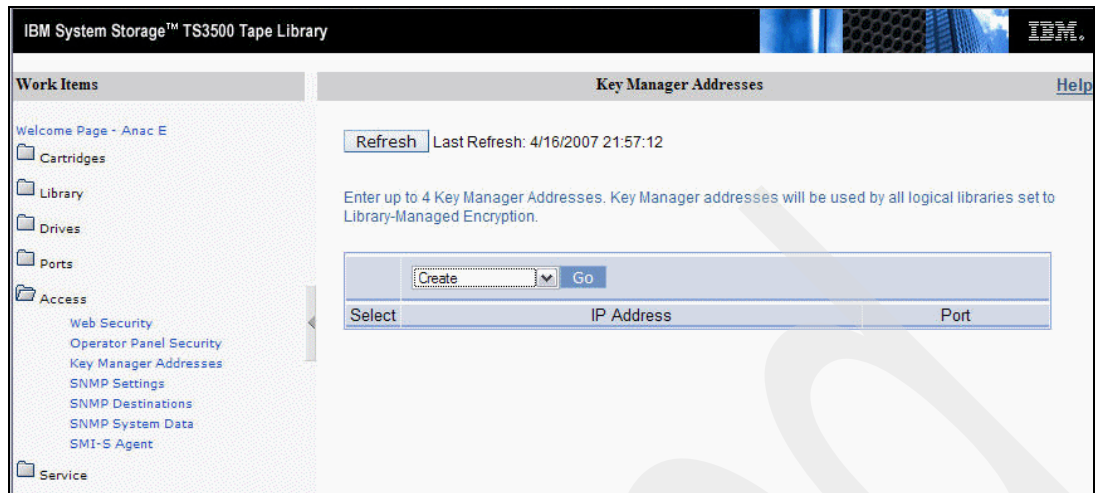 IBM System Storage™ TS3500 Tape Library
IBM.
Work Items
Key Manager Addresses
Help
Welcome Page - Anac E
Cartridges
Library
Drives
Ports
Access
Web Security
Operator Panel Security
Key Manager Addresses
SNMP Settings
SNMP Destinations
SNMP System Data
SMI-S Agent
Service
Refresh Last Refresh: 4/16/2007 21:57:12
Enter up to 4 Key Manager Addresses. Key Manager addresses will be used by all logical libraries set to
Library-Managed Encryption.
Create Go
Select IP Address Port